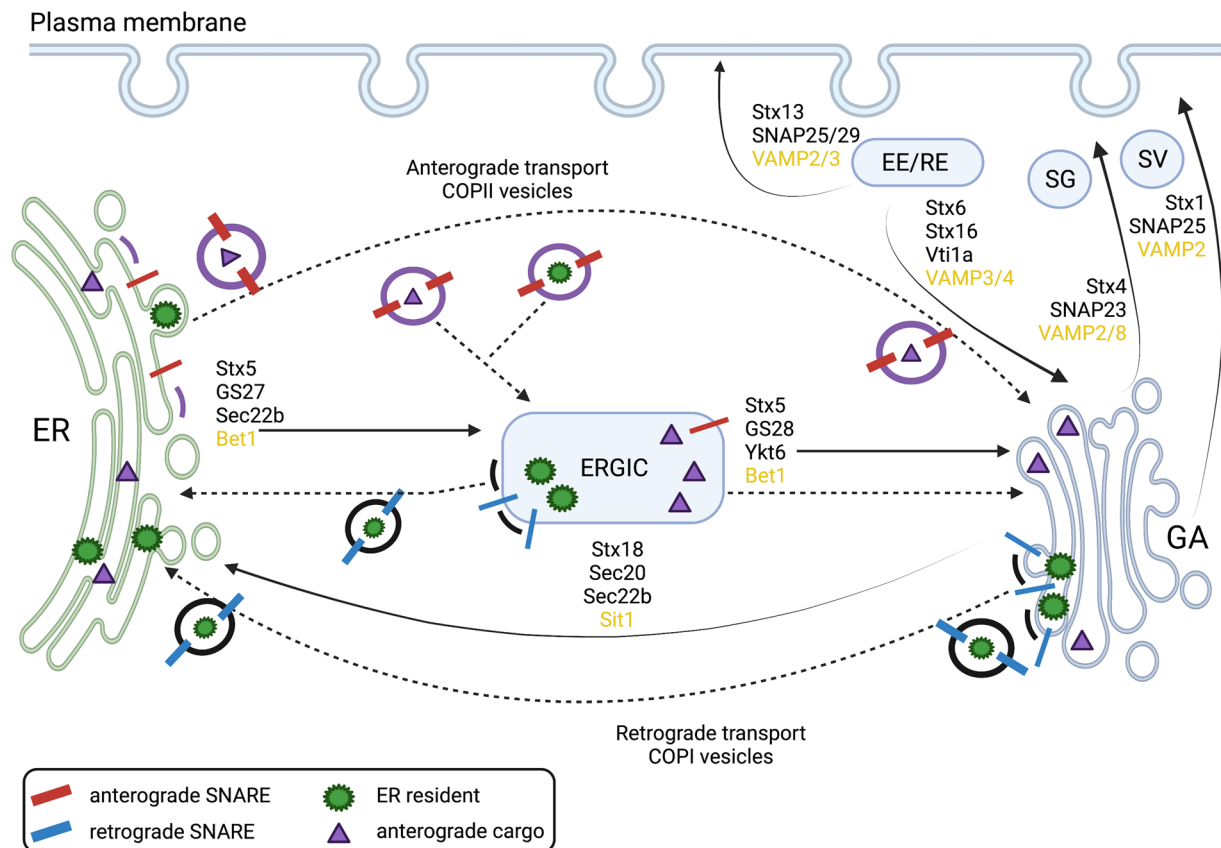 Plasma membrane
Stx13
SNAP25/29
VAMP2/3
EE/RE
SG
SV
Anterograde transport
COPII vesicles
Stx6
Stx16
Vti1a
VAMP3/4
Stx1
SNAP25
VAMP2
Stx4
SNAP23
VAMP2/8
ER
Stx5
GS27
Sec22b
Bet1
ERGIC
Stx5
GS28
Ykt6
Bet1
GA
Stx18
Sec20
Sec22b
Sit1
Retrograde transport
COPI vesicles
anterograde SNARE
ER resident
retrograde SNARE
anterograde cargo